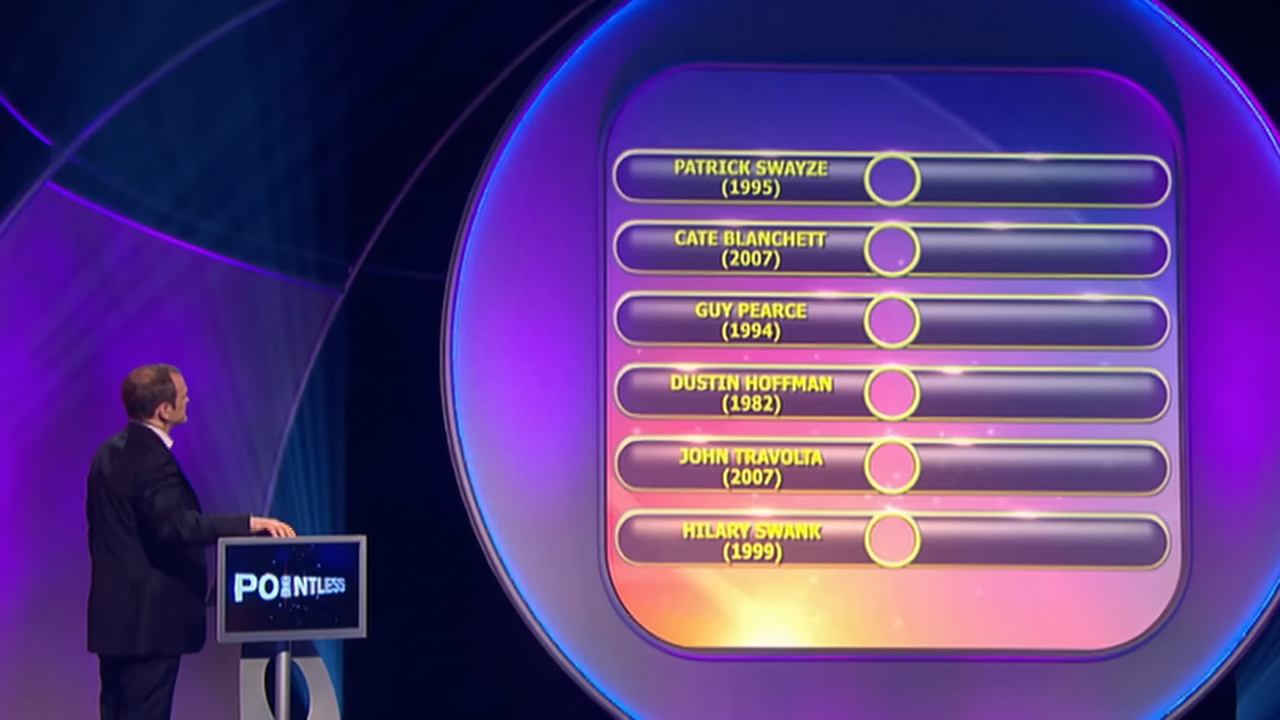 PATRICK SWAYZE
(1995)
CATE BLANCHETT
(2007)
GUY PEARCE
(1994)
DUSTIN HOFFMAN
(1982)
JOHN TRAVOLTA
(2007)
HILARY SWANK
(1999)
POINTLESS